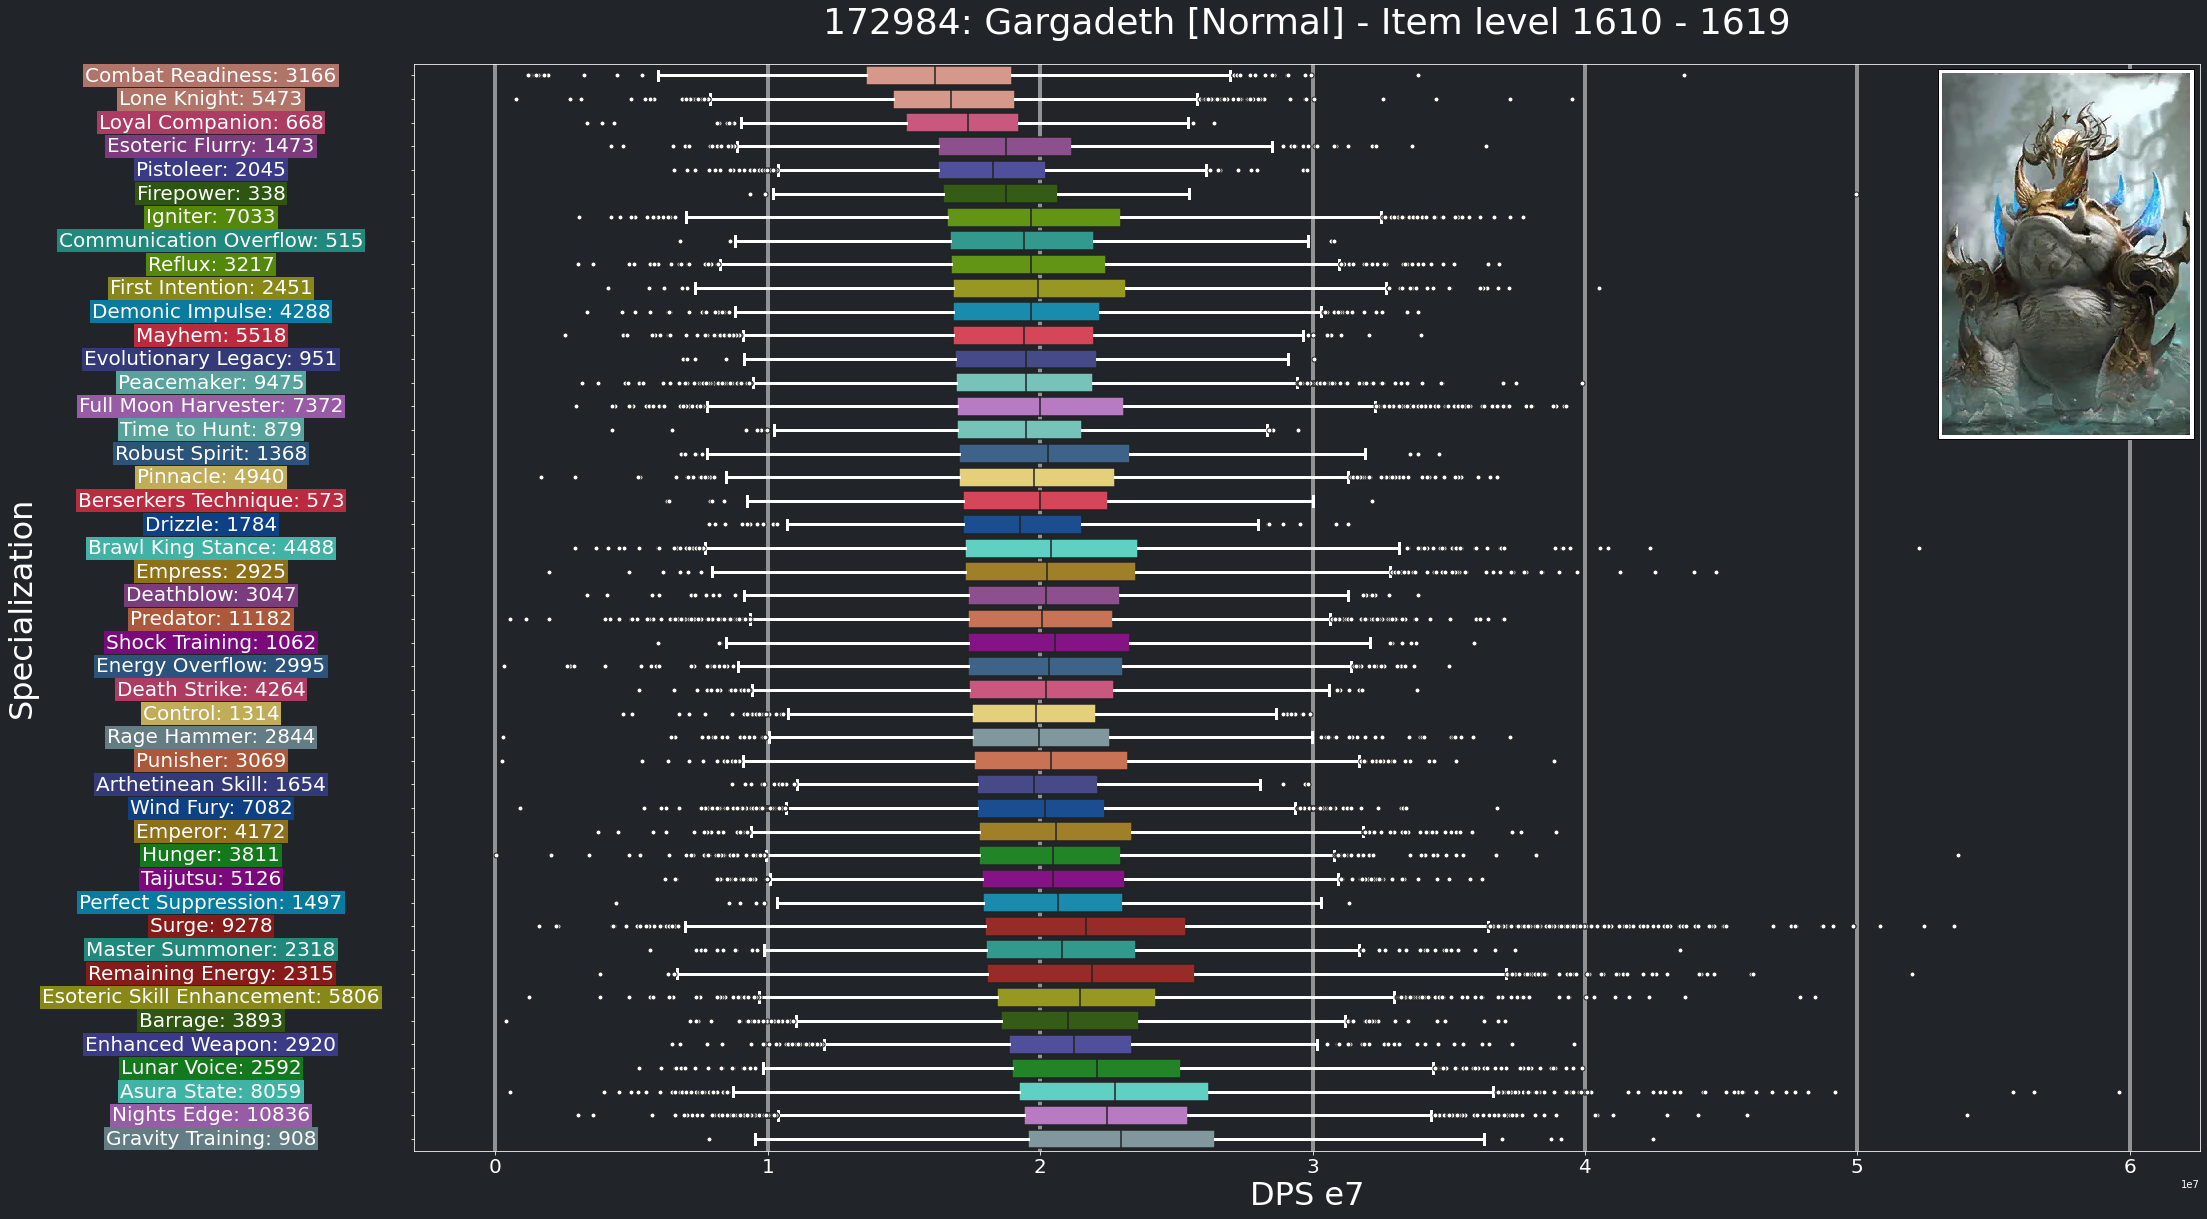 172984: Gargadeth [Normal] - Item level 1610 - 1619
Specialization
Combat Readiness: 3166
Lone Knight: 5473
Loyal Companion: 668
Esoteric Flurry: 1473
Pistoleer: 2045
Firepower: 338
Igniter: 7033
Communication Overflow: 515
Reflux: 3217
First Intention: 2451
Demonic Impulse: 4288
Mayhem: 5518
Evolutionary Legacy: 951
Peacemaker: 9475
Full Moon Harvester: 7372
Time to Hunt: 879
Robust Spirit: 1368
Pinnacle: 4940
Berserkers Technique: 573
Drizzle: 1784
Brawl King Stance: 4488
Empress: 2925
Deathblow: 3047
Predator: 11182
Shock Training: 1062
Energy Overflow: 2995
Death Strike: 4264
Control: 1314
Rage Hammer: 2844
Punisher: 3069
Arthetinean Skill: 1654
Wind Fury: 7082
Emperor: 4172
Hunger: 3811
Taijutsu: 5126
Perfect Suppression: 1497
Surge: 9278
Master Summoner: 2318
Remaining Energy: 2315
Esoteric Skill Enhancement: 5806
Barrage: 3893
Enhanced Weapon: 2920
Lunar Voice: 2592
Asura State: 8059
Nights Edge: 10836
Gravity Training: 908
0 1 2 3 4 5 6
1e7
DPS e7